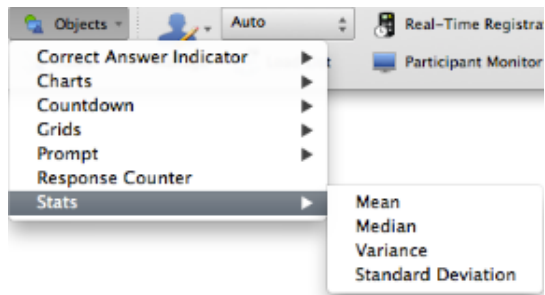 Objects Auto Real-Time Registra
Participant Monitor
Correct Answer Indicator
Charts
Countdown
Grids
Prompt
Response Counter
Stats
Mean
Median
Variance
Standard Deviation